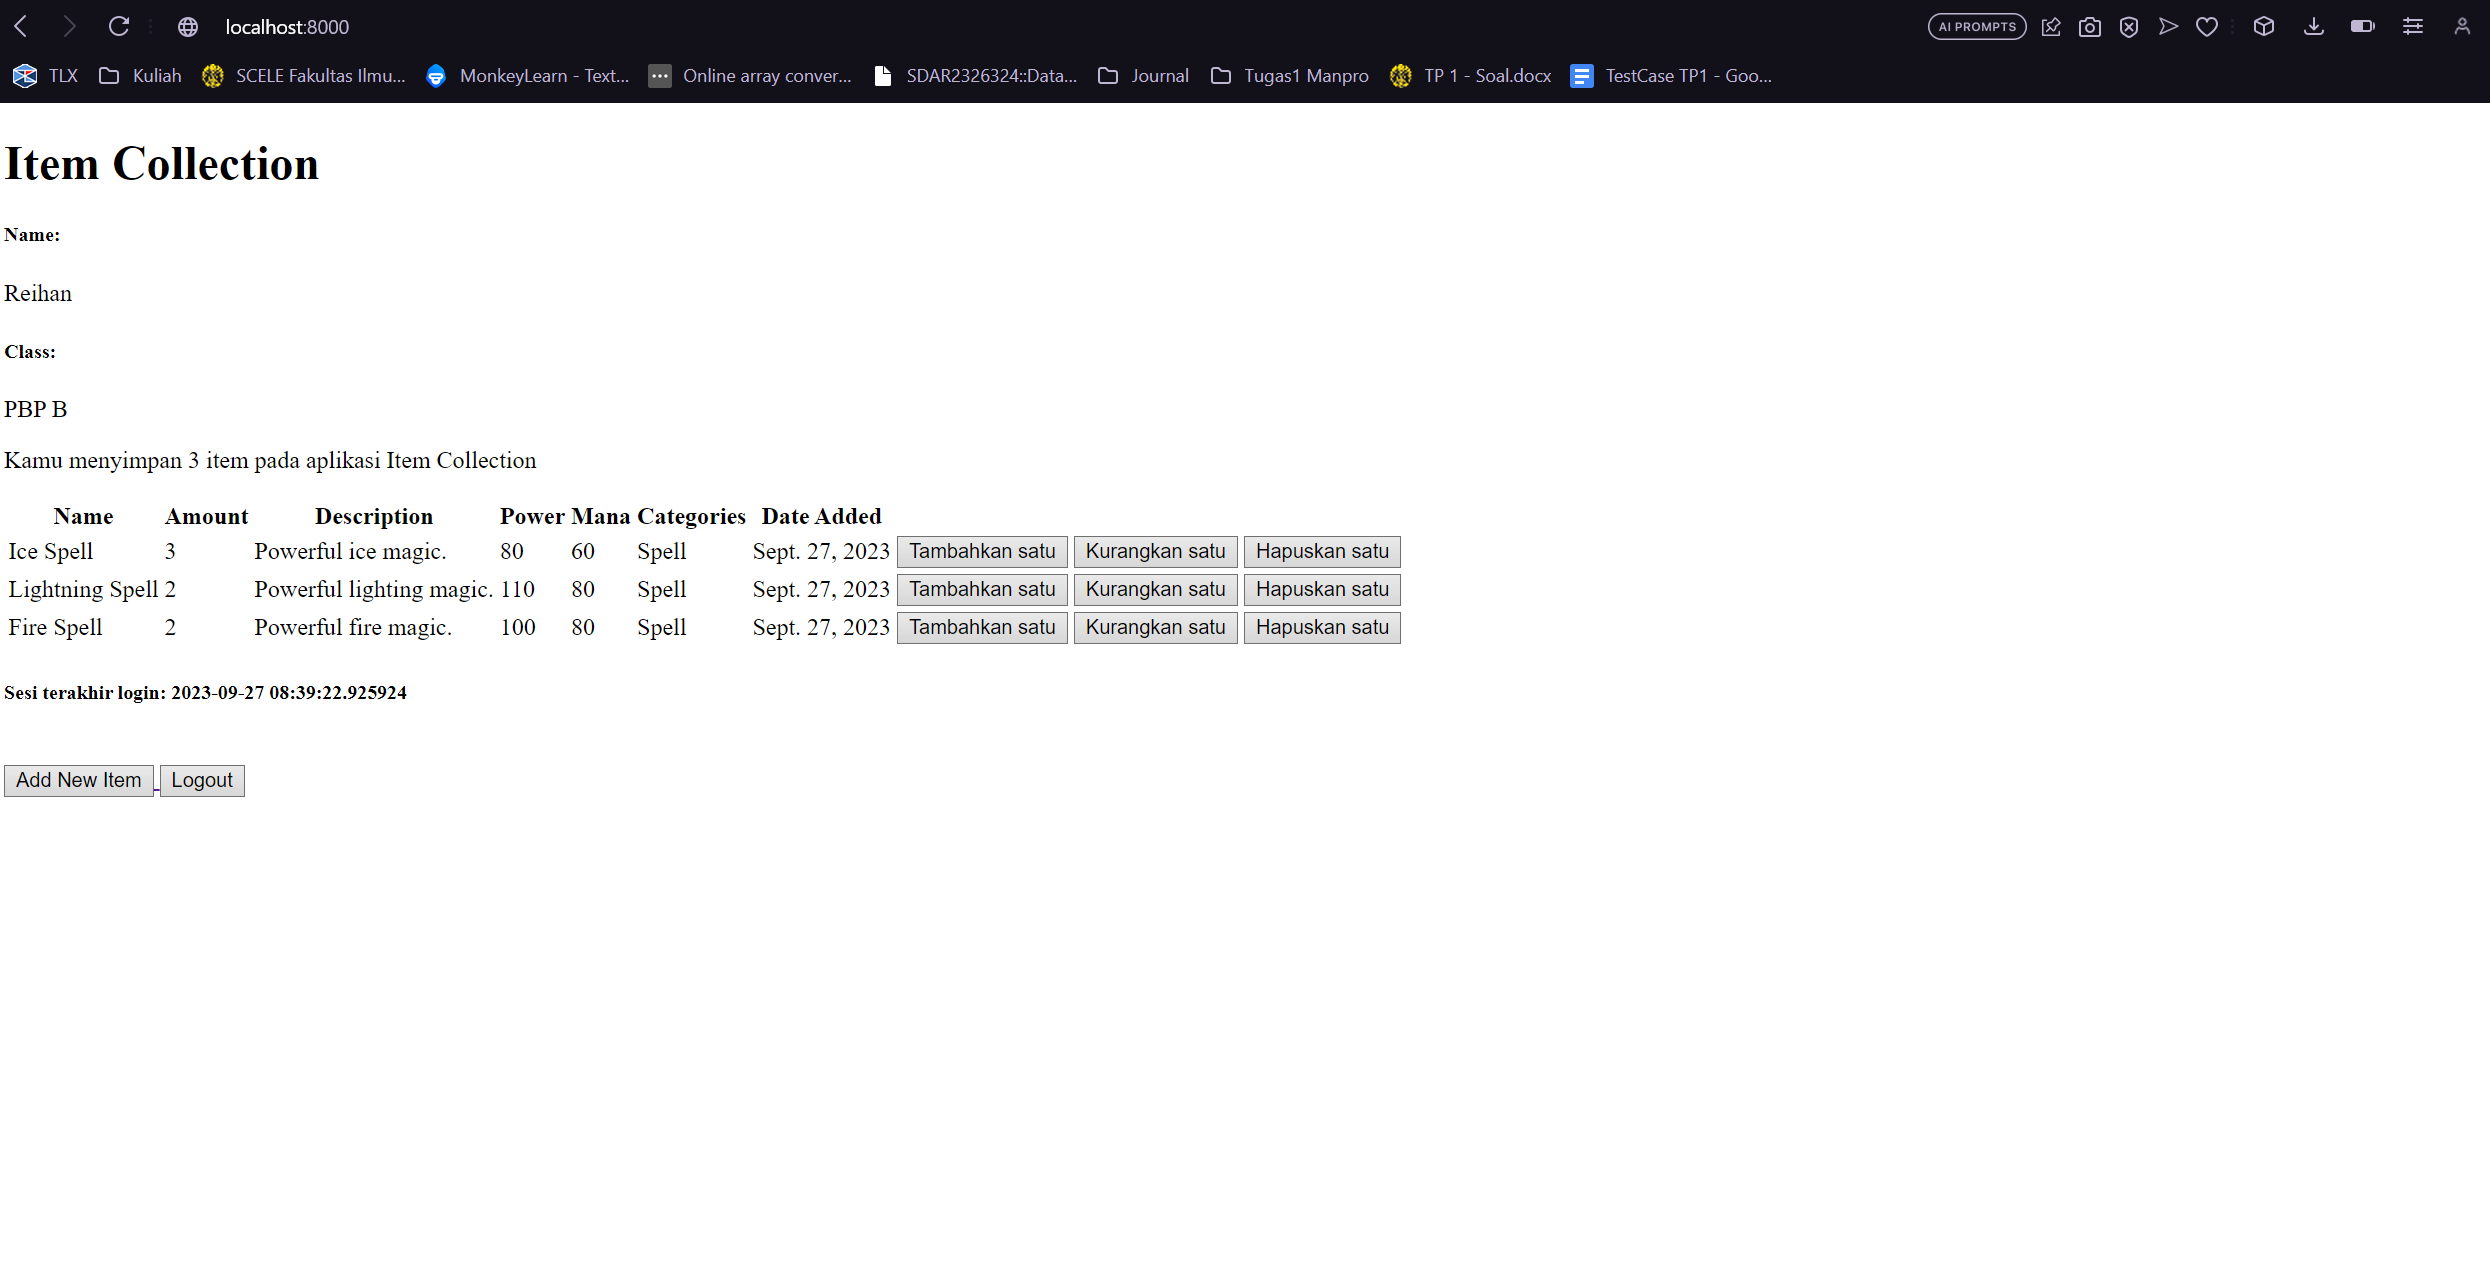 localhost:8000
AI PROMPTS
TLX Kuliah SCELE Fakultas Ilmu... MonkeyLearn - Text... Online array conver... SDAR2326324::Data... Journal Tugas1 Manpro TP 1 - Soal.docx TestCase TP1 - Goo...
Item Collection
Name:
Reihan
Class:
PBP B
Kamu menyimpan 3 item pada aplikasi Item Collection
Name Amount Description Power Mana Categories Date Added
Ice Spell 3 Powerful ice magic. 80 60 Spell Sept. 27, 2023 Tambahkan satu Kurangkan satu Hapuskan satu
Lightning Spell 2 Powerful lighting magic. 110 80 Spell Sept. 27, 2023 Tambahkan satu Kurangkan satu Hapuskan satu
Fire Spell 2 Powerful fire magic. 100 80 Spell Sept. 27, 2023 Tambahkan satu Kurangkan satu Hapuskan satu
Sesi terakhir login: 2023-09-27 08:39:22.925924
Add New Item Logout